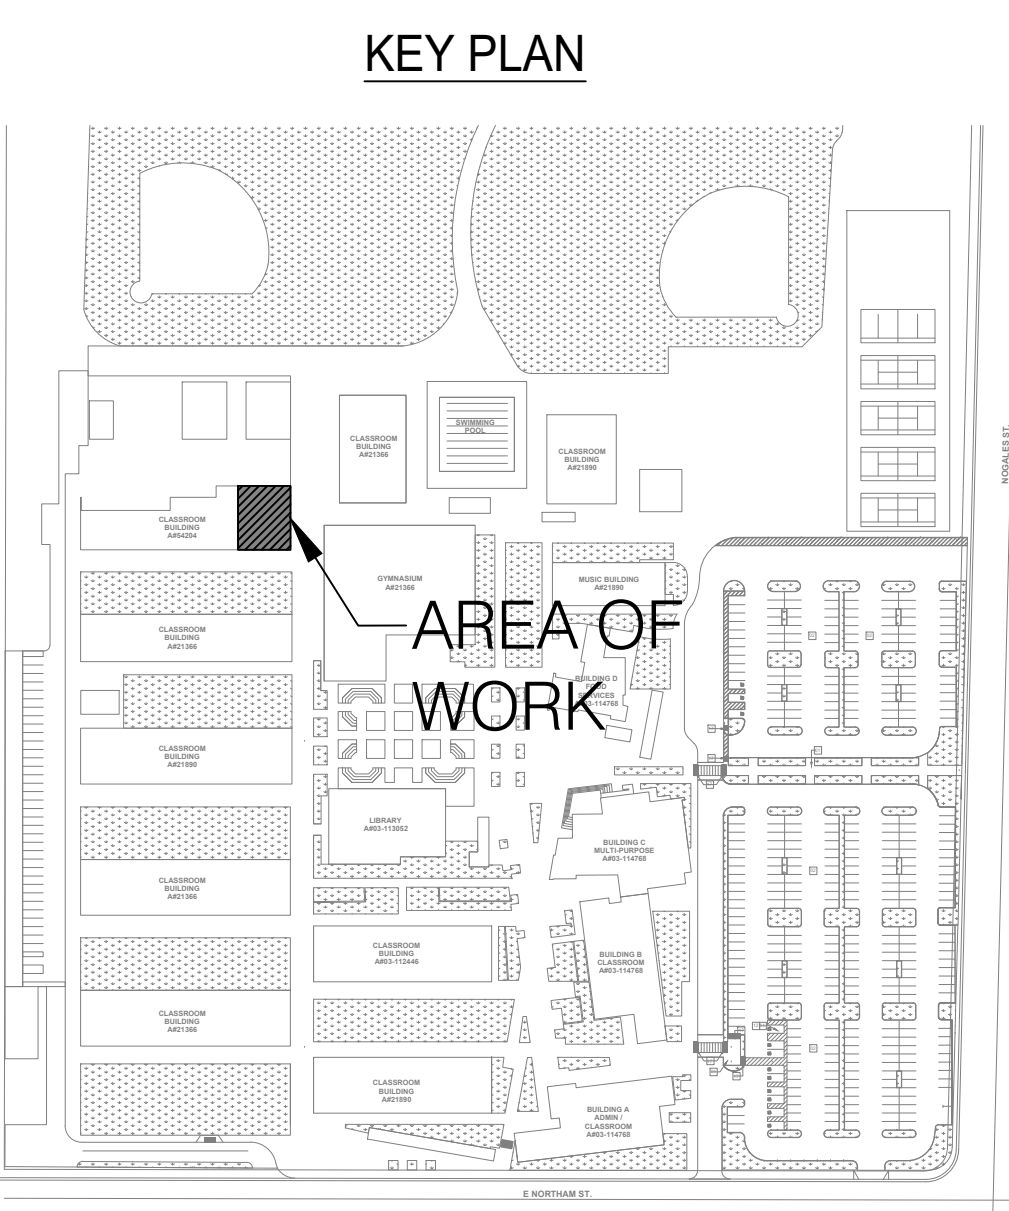 KEY PLAN
NOGALES ST.
CLASSROOM
BUILDING
A#21366
SWIMMING
POOL
CLASSROOM
BUILDING
A#21890
CLASSROOM
BUILDING
A#54204
GYMNASIUM
A#21366
MUSIC BUILDING
A#21890
AREA OF
WORK
CLASSROOM
BUILDING
A#21366
BUILDING D
FOOD
SERVICES
A#03-114768
CLASSROOM
BUILDING
A#21890
LIBRARY
A#03-113052
BUILDING C
MULTI-PURPOSE
A#03-114768
CLASSROOM
BUILDING
A#21366
CLASSROOM
BUILDING
A#03-112446
BUILDING B
CLASSROOM
A#03-114768
CLASSROOM
BUILDING
A#21366
CLASSROOM
BUILDING
A#21890
BUILDING A
ADMIN /
CLASSROOM
A#03-114768
E NORTHAM ST.